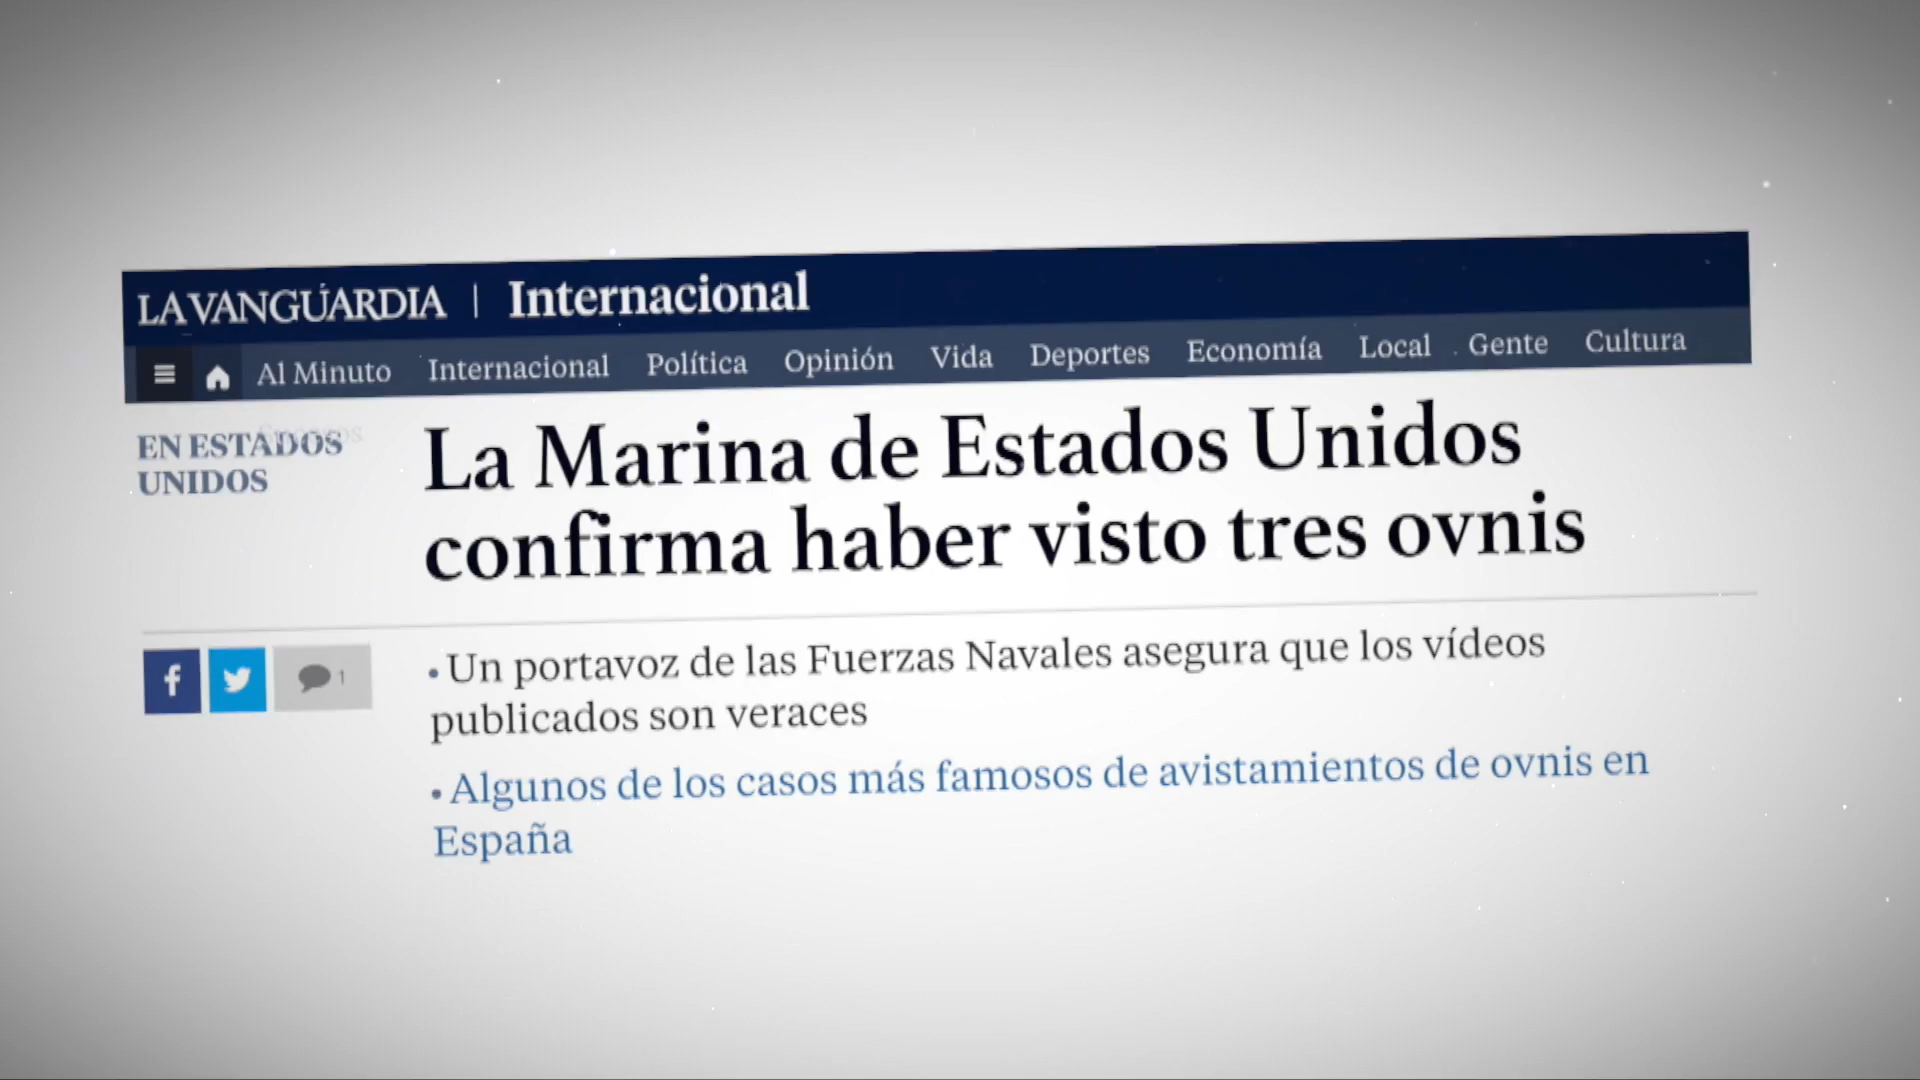 LA VANGUARDIA | Internacional
Al Minuto Internacional Política Opinión Vida Deportes Economía Local Gente Cultura
EN ESTADOS
UNIDOS
La Marina de Estados Unidos
confirma haber visto tres ovnis
1
• Un portavoz de las Fuerzas Navales asegura que los vídeos
publicados son veraces
• Algunos de los casos más famosos de avistamientos de ovnis en
España